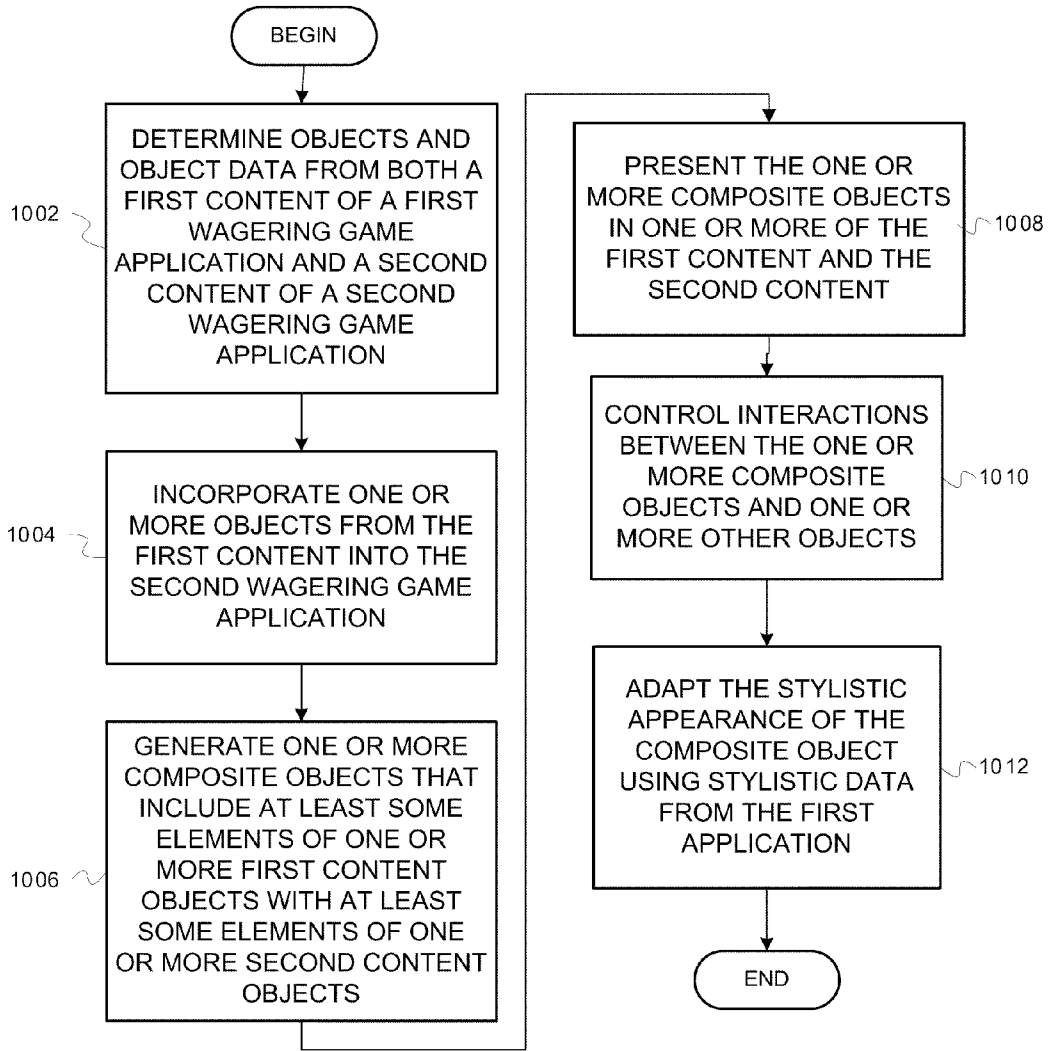 BEGIN
1002
DETERMINE OBJECTS AND
OBJECT DATA FROM BOTH A
FIRST CONTENT OF A FIRST
WAGERING GAME
APPLICATION AND A SECOND
CONTENT OF A SECOND
WAGERING GAME
APPLICATION
1004
INCORPORATE ONE OR
MORE OBJECTS FROM THE
FIRST CONTENT INTO THE
SECOND WAGERING GAME
APPLICATION
1006
GENERATE ONE OR MORE
COMPOSITE OBJECTS THAT
INCLUDE AT LEAST SOME
ELEMENTS OF ONE OR
MORE FIRST CONTENT
OBJECTS WITH AT LEAST
SOME ELEMENTS OF ONE
OR MORE SECOND CONTENT
OBJECTS
PRESENT THE ONE OR
MORE COMPOSITE OBJECTS
IN ONE OR MORE OF THE
FIRST CONTENT AND THE
SECOND CONTENT
1008
CONTROL INTERACTIONS
BETWEEN THE ONE OR
MORE COMPOSITE
OBJECTS AND ONE OR
MORE OTHER OBJECTS
1010
ADAPT THE STYLISTIC
APPEARANCE OF THE
COMPOSITE OBJECT
USING STYLISTIC DATA
FROM THE FIRST
APPLICATION
1012
END